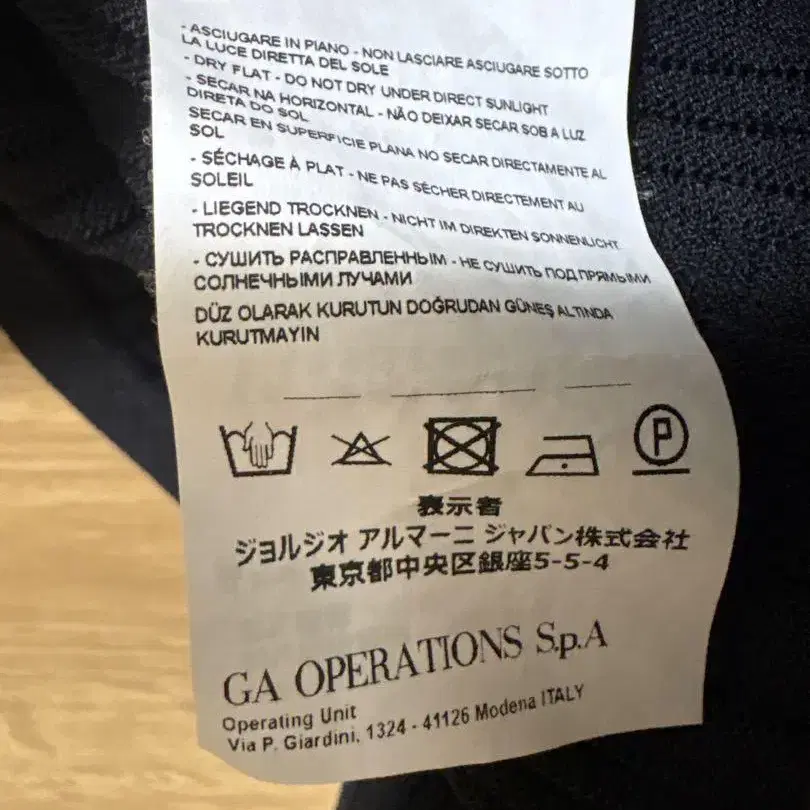 - ASCIUGARE IN PIANO - NON LASCIARE ASCIUGARE SOTTO
LA LUCE DIRETTA DEL SOLE
- DRY FLAT - DO NOT DRY UNDER DIRECT SUNLIGHT
- SECAR NA HORIZONTAL - NÃO DEIXAR SECAR SOB A LUZ
DIRETA DO SOL
SECAR EN SUPERFICIE PLANA NO SECAR DIRECTAMENTE AL
SOL
- SÉCHAGE À PLAT - NE PAS SÉCHER DIRECTEMENT AU
SOLEIL
- LIEGEND TROCKNEN - NICHT IM DIREKTEN SONNENLICHT
TROCKNEN LASSEN
- СУШИТЬ РАСПРАВЛЕННЫМ - НЕ СУШИТЬ ПОД ПРЯМЫМИ
СОЛНЕЧНЫМИ ЛУЧАМИ
DÜZ OLARAK KURUTUN DOĞRUDAN GÜNEŞ ALTINDA
KURUTMAYIN
P
表示者
ジョルジオ アルマーニ ジャパン株式会社
東京都中央区銀座5-5-4
GA OPERATIONS S.p.A
Operating Unit
Via P. Giardini, 1324 - 41126 Modena ITALY